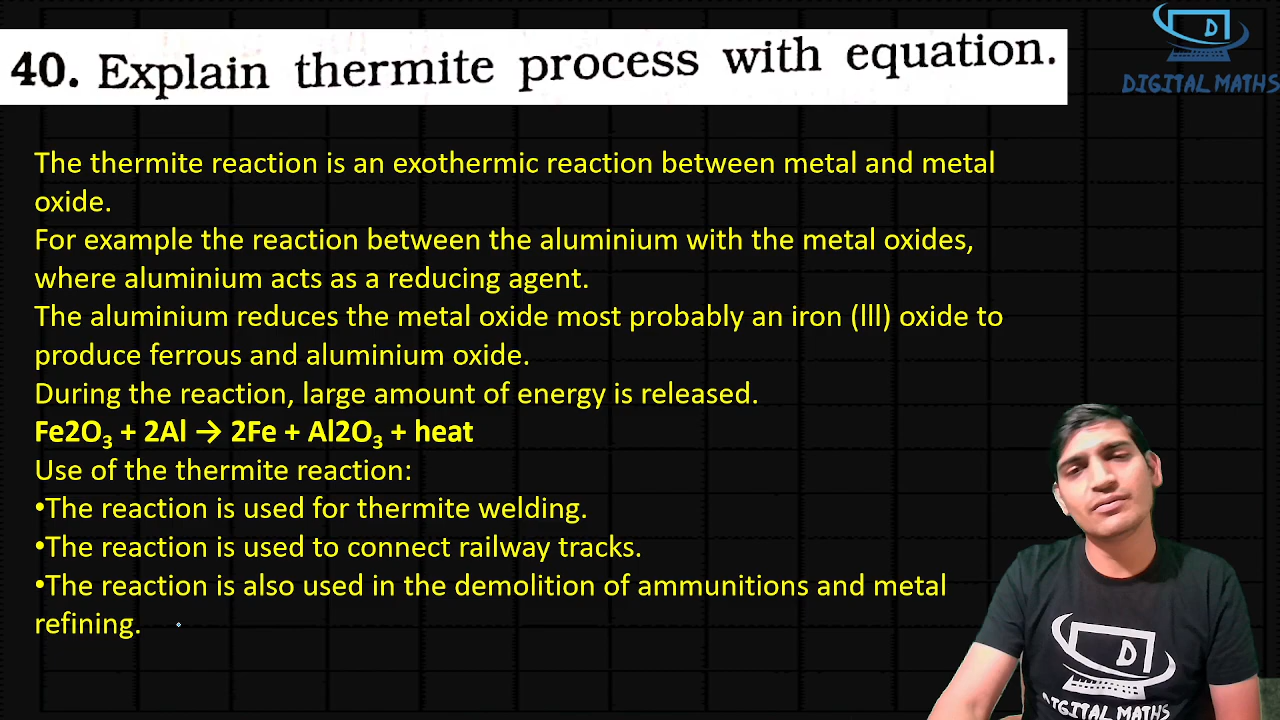 40. Explain thermite process with equation.
D
DIGITAL MATHS
The thermite reaction is an exothermic reaction between metal and metal
oxide.
For example the reaction between the aluminium with the metal oxides,
where aluminium acts as a reducing agent.
The aluminium reduces the metal oxide most probably an iron (lll) oxide to
produce ferrous and aluminium oxide.
During the reaction, large amount of energy is released.
Fe2O₃ + 2Al → 2Fe + Al2O₃ + heat
Use of the thermite reaction:
•The reaction is used for thermite welding.
•The reaction is used to connect railway tracks.
•The reaction is also used in the demolition of ammunitions and metal
refining.
D
DIGITAL MATHS